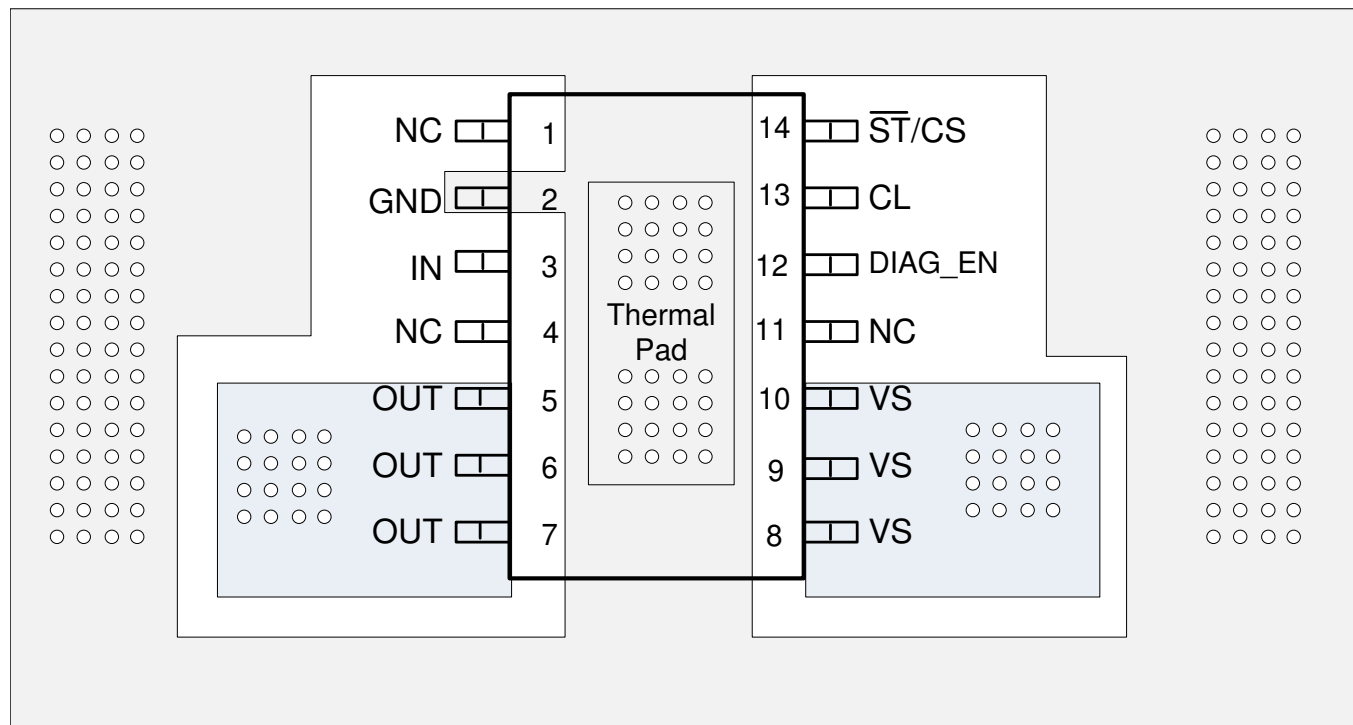 NC 1 14 S̅T̅/CS
GND 2 13 CL
IN 3 12 DIAG_EN
Thermal
Pad
NC 4 11 NC
OUT 5 10 VS
OUT 6 9 VS
OUT 7 8 VS